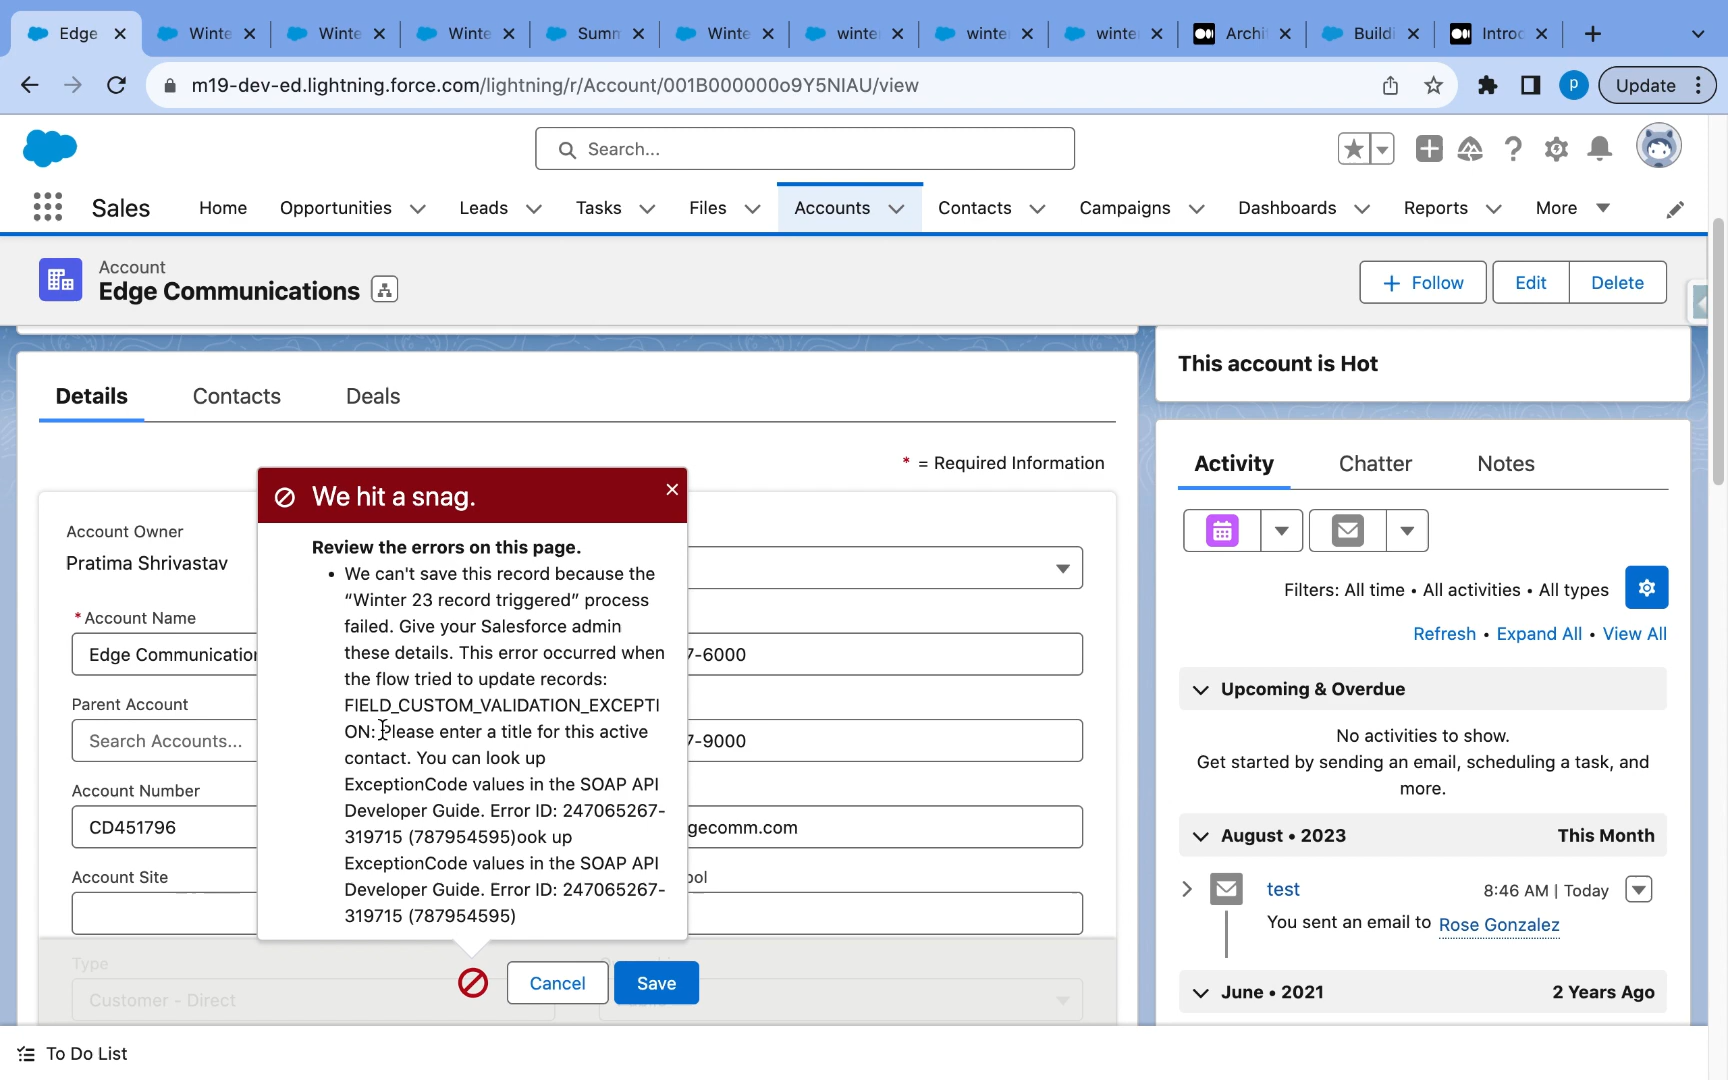 Edge
Winte
Winte
Winte
Summ
Winte
winte
winte
winte
Archi
Buildi
Introd
m19-dev-ed.lightning.force.com/lightning/r/Account/001B000000o9Y5NIAU/view
P
Update
Search...
Sales
Home
Opportunities
Leads
Tasks
Files
Accounts
Contacts
Campaigns
Dashboards
Reports
More
Account
Edge Communications
Follow
Edit
Delete
Details
Contacts
Deals
* = Required Information
Account Owner
Pratima Shrivastav
* Account Name
Edge Communication
7-6000
Parent Account
Search Accounts...
7-9000
Account Number
CD451796
gecomm.com
Account Site
ool
Type
Customer - Direct
We hit a snag.
Review the errors on this page.
• We can't save this record because the
“Winter 23 record triggered” process
failed. Give your Salesforce admin
these details. This error occurred when
the flow tried to update records:
FIELD_CUSTOM_VALIDATION_EXCEPTI
ON: Please enter a title for this active
contact. You can look up
ExceptionCode values in the SOAP API
Developer Guide. Error ID: 247065267-
319715 (787954595)ook up
ExceptionCode values in the SOAP API
Developer Guide. Error ID: 247065267-
319715 (787954595)
Cancel
Save
This account is Hot
Activity
Chatter
Notes
Filters: All time • All activities • All types
Refresh • Expand All • View All
Upcoming & Overdue
No activities to show.
Get started by sending an email, scheduling a task, and
more.
August • 2023
This Month
test
8:46 AM | Today
You sent an email to Rose Gonzalez
June • 2021
2 Years Ago
To Do List